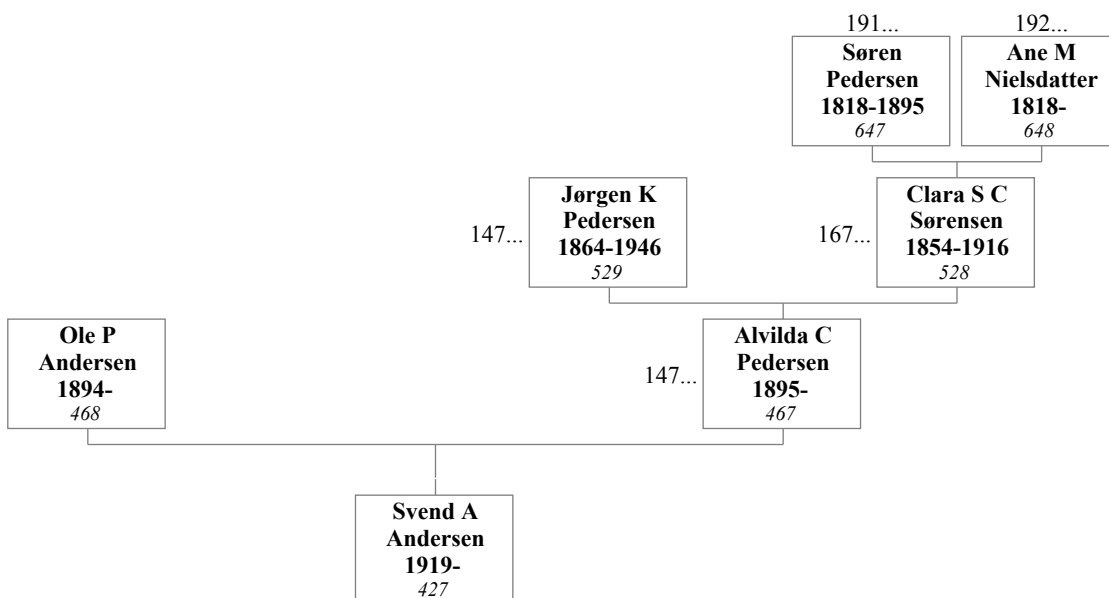 191...
192...
Søren
Pedersen
1818-1895
647
Ane M
Nielsdatter
1818-
648
147...
Jørgen K
Pedersen
1864-1946
529
167...
Clara S C
Sørensen
1854-1916
528
Ole P
Andersen
1894-
468
147...
Alvilda C
Pedersen
1895-
467
Svend A
Andersen
1919-
427